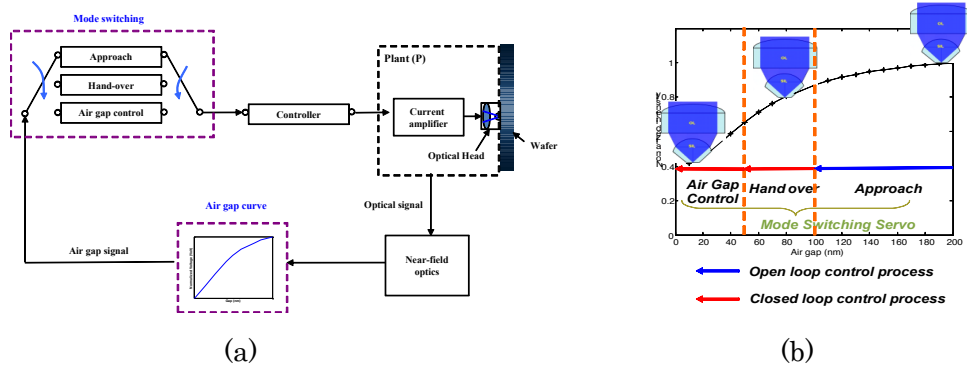 Mode switching
Approach
Hand-over
Air gap control
Controller
Plant (P)
Current
amplifier
Optical Head
Wafer
Optical signal
Near-field
optics
Air gap curve
Gap (nm)
Air gap signal
(a)
1
0.8
0.4
0.2
0
0 20 40 60 80 100 120 140 160 180 200
Air gap (nm)
Air Gap
Control
Hand over
Approach
Mode Switching Servo
Open loop control process
Closed loop control process
(b)